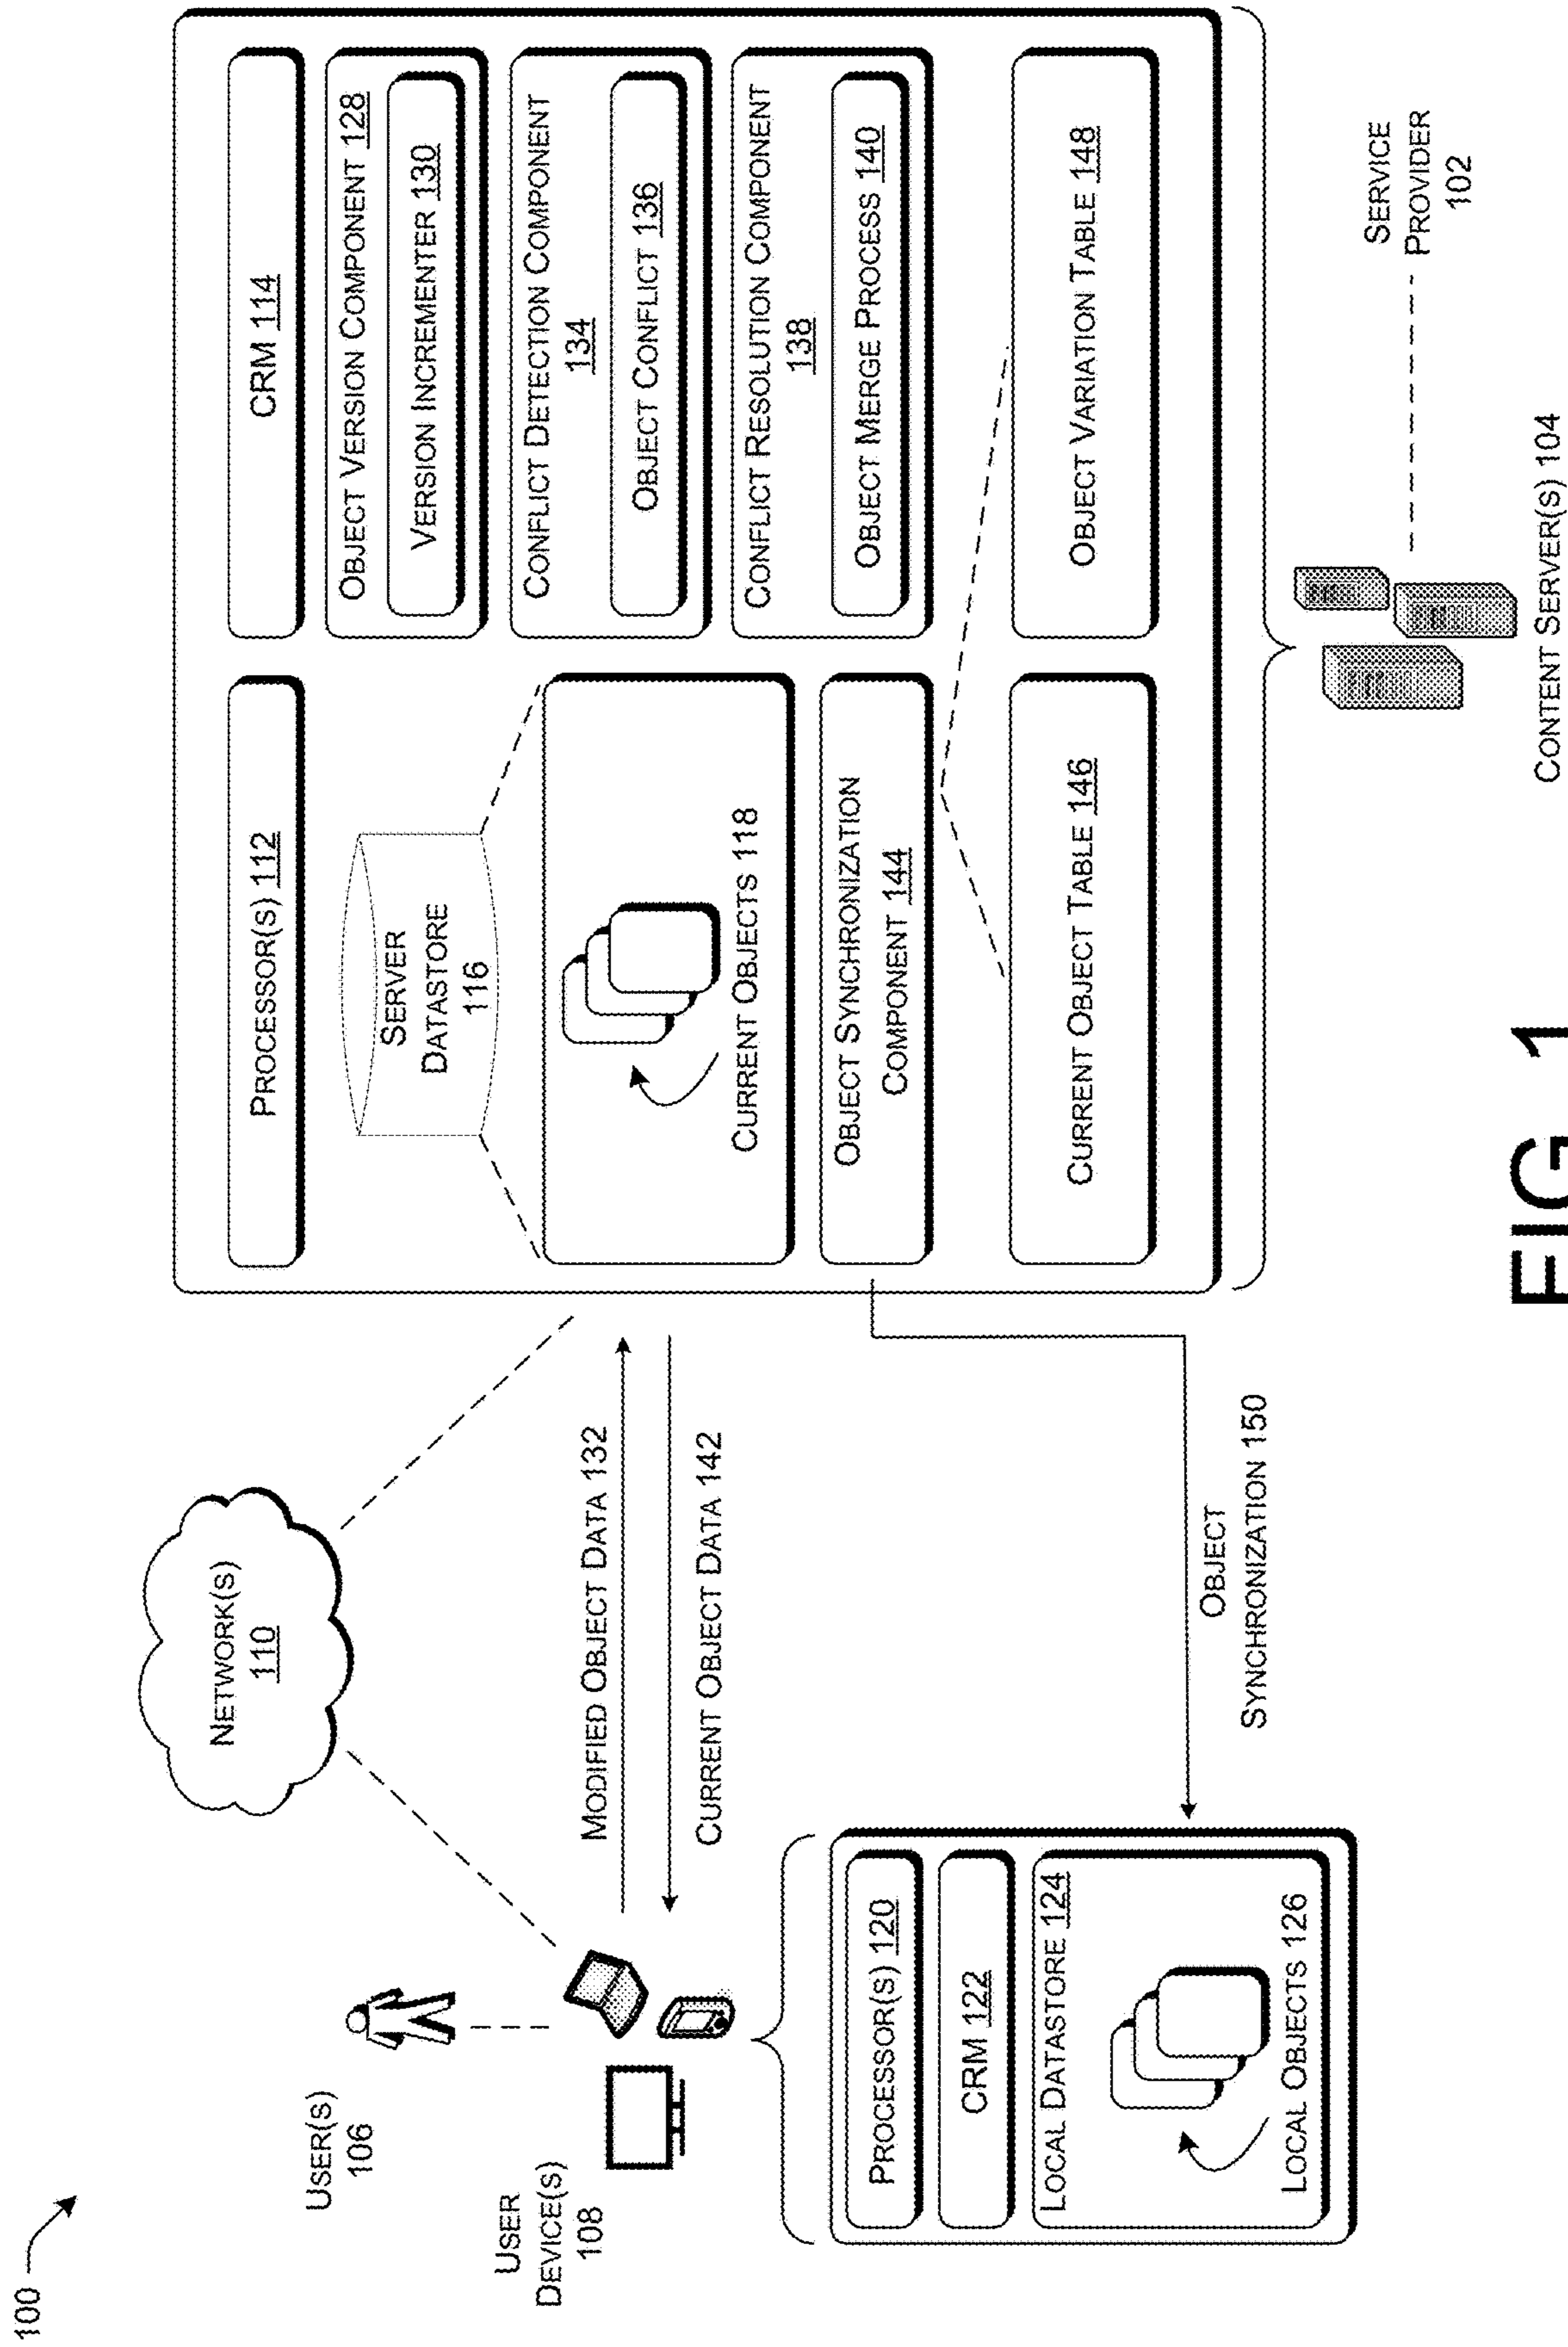 100
USER(S)
106
USER
DEVICE(S)
108
NETWORK(S)
110
MODIFIED OBJECT DATA 132
CURRENT OBJECT DATA 142
PROCESSOR(S) 120
CRM 122
LOCAL DATASTORE 124
LOCAL OBJECTS 126
OBJECT
SYNCHRONIZATION 150
PROCESSOR(S) 112
SERVER
DATASTORE
116
CURRENT OBJECTS 118
OBJECT SYNCHRONIZATION
COMPONENT 144
CURRENT OBJECT TABLE 146
CRM 114
OBJECT VERSION COMPONENT 128
VERSION INCREMENTER 130
CONFLICT DETECTION COMPONENT
134
OBJECT CONFLICT 136
CONFLICT RESOLUTION COMPONENT
138
OBJECT MERGE PROCESS 140
OBJECT VARIATION TABLE 148
SERVICE
PROVIDER
102
CONTENT SERVER(S) 104
FIG 1